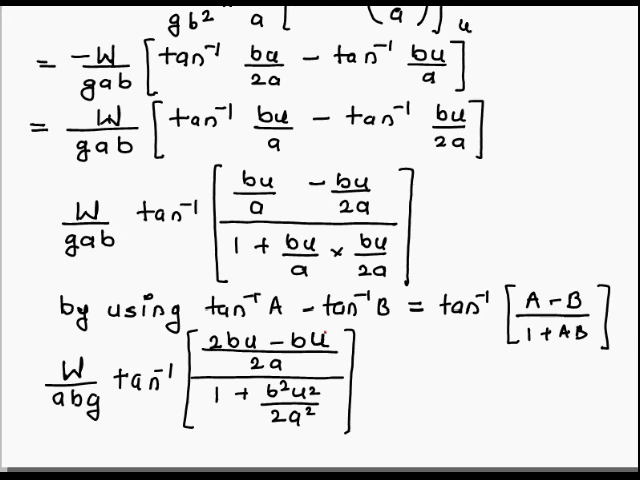 gb² a [ (a) ]u
= -W/gab [tan⁻¹ bu/2a - tan⁻¹ bu/a]
= W/gab [tan⁻¹ bu/a - tan⁻¹ bu/2a]
W/gab tan⁻¹ [(bu/a - bu/2a)/(1 + bu/a × bu/2a)]
by using tan⁻¹A - tan⁻¹B = tan⁻¹ [(A - B)/(1 + AB)]
W/abg tan⁻¹ [((2bu - bu)/2a)/(1 + b²u²/2a²)]